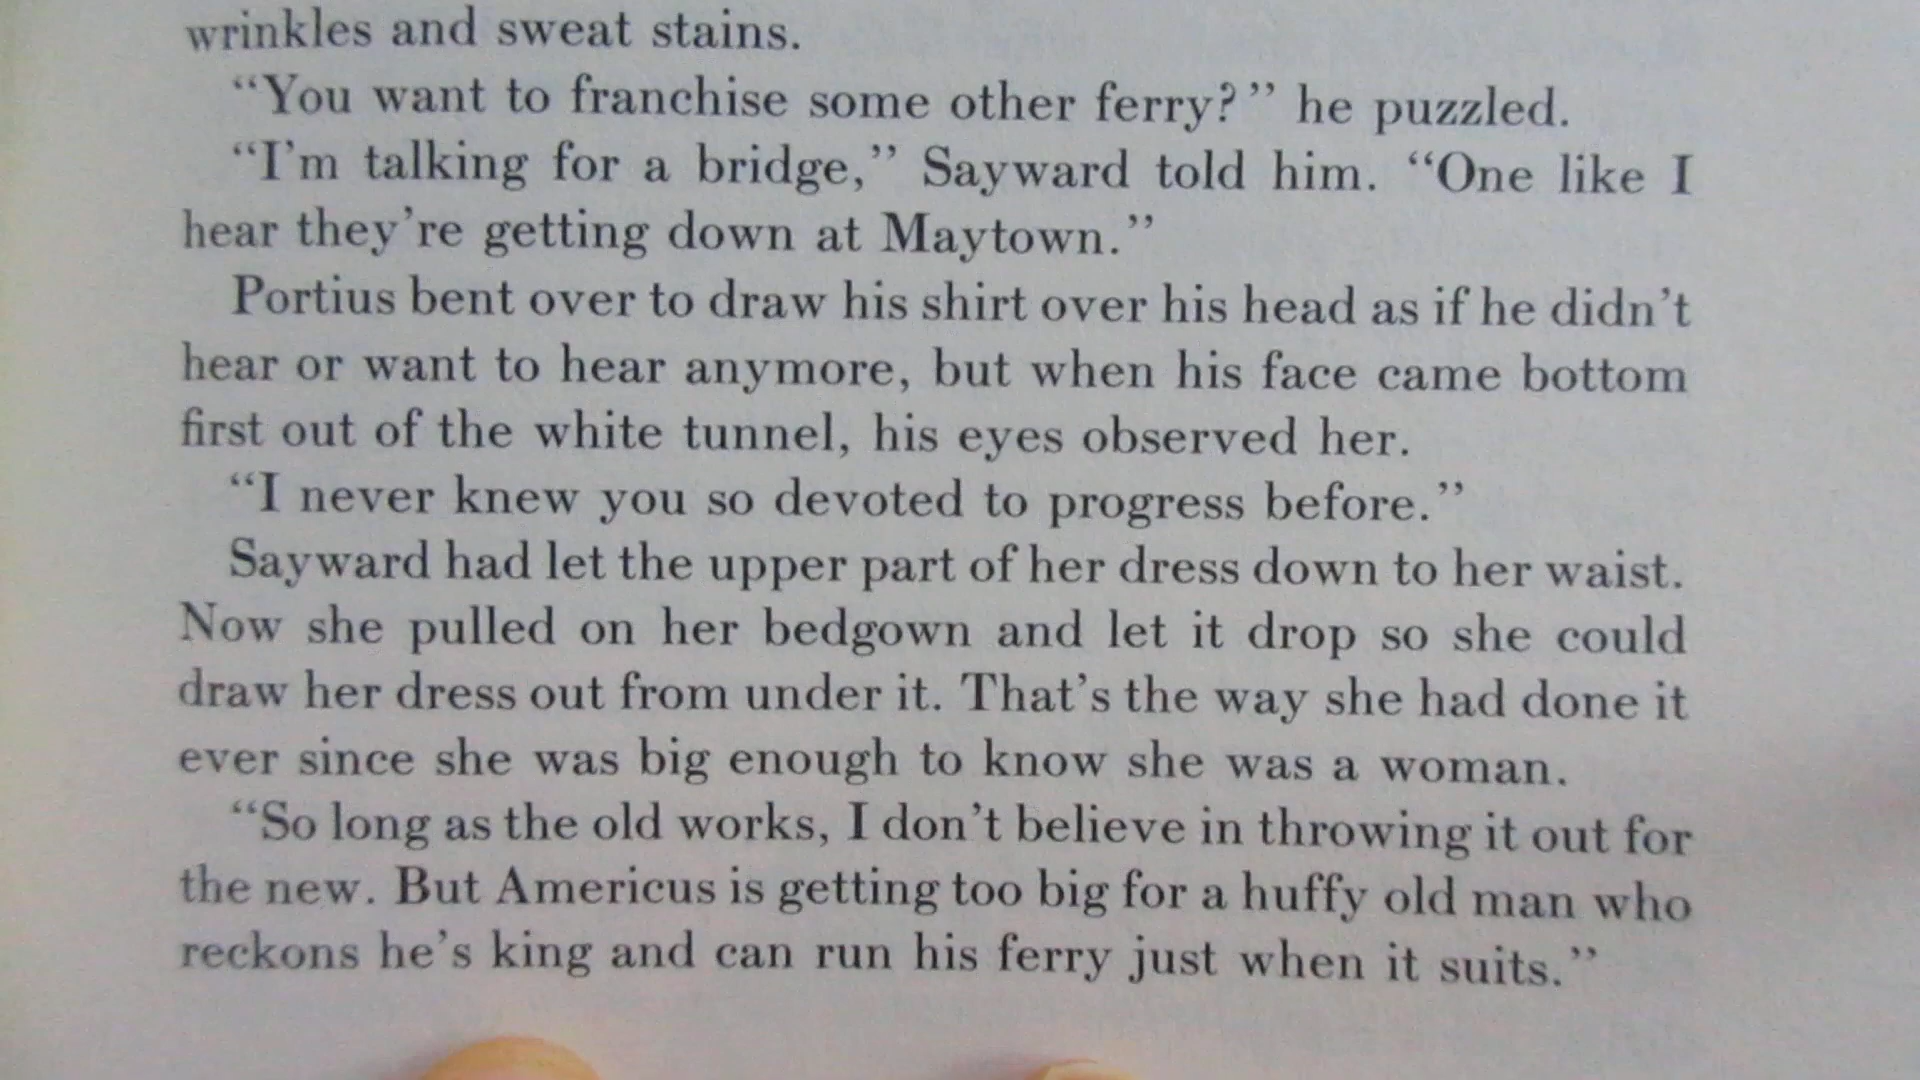 wrinkles and sweat stains.
“You want to franchise some other ferry?” he puzzled.
“I’m talking for a bridge,” Sayward told him. “One like I
hear they’re getting down at Maytown.”
Portius bent over to draw his shirt over his head as if he didn’t
hear or want to hear anymore, but when his face came bottom
first out of the white tunnel, his eyes observed her.
“I never knew you so devoted to progress before.”
Sayward had let the upper part of her dress down to her waist.
Now she pulled on her bedgown and let it drop so she could
draw her dress out from under it. That’s the way she had done it
ever since she was big enough to know she was a woman.
“So long as the old works, I don’t believe in throwing it out for
the new. But Americus is getting too big for a huffy old man who
reckons he’s king and can run his ferry just when it suits.”